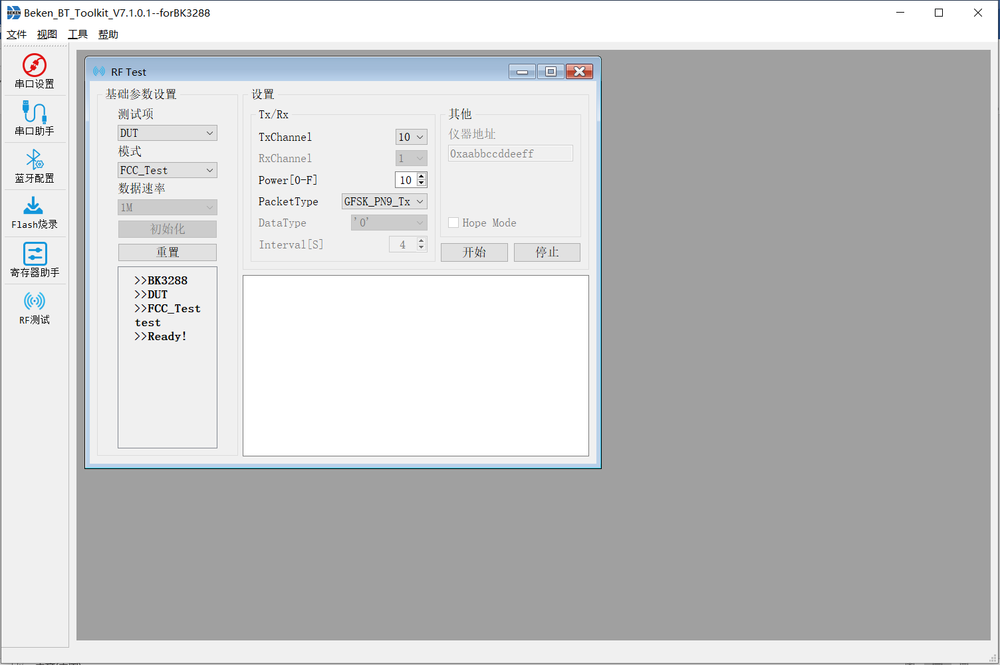 BEKEN Beken_BT_Toolkit_V7.1.0.1--forBK3288
文件 视图 工具 帮助
串口设置
串口助手
蓝牙配置
Flash烧录
寄存器助手
RF测试
RF Test
基础参数设置
测试项
DUT
模式
FCC_Test
数据速率
1M
初始化
重置
>>BK3288
>>DUT
>>FCC_Test
test
>>Ready!
设置
Tx/Rx
TxChannel 10
RxChannel 1
Power[0-F] 10
PacketType GFSK_PN9_Tx
DataType '0'
Interval[S] 4
其他
仪器地址
0xaabbccddeeff
Hope Mode
开始 停止